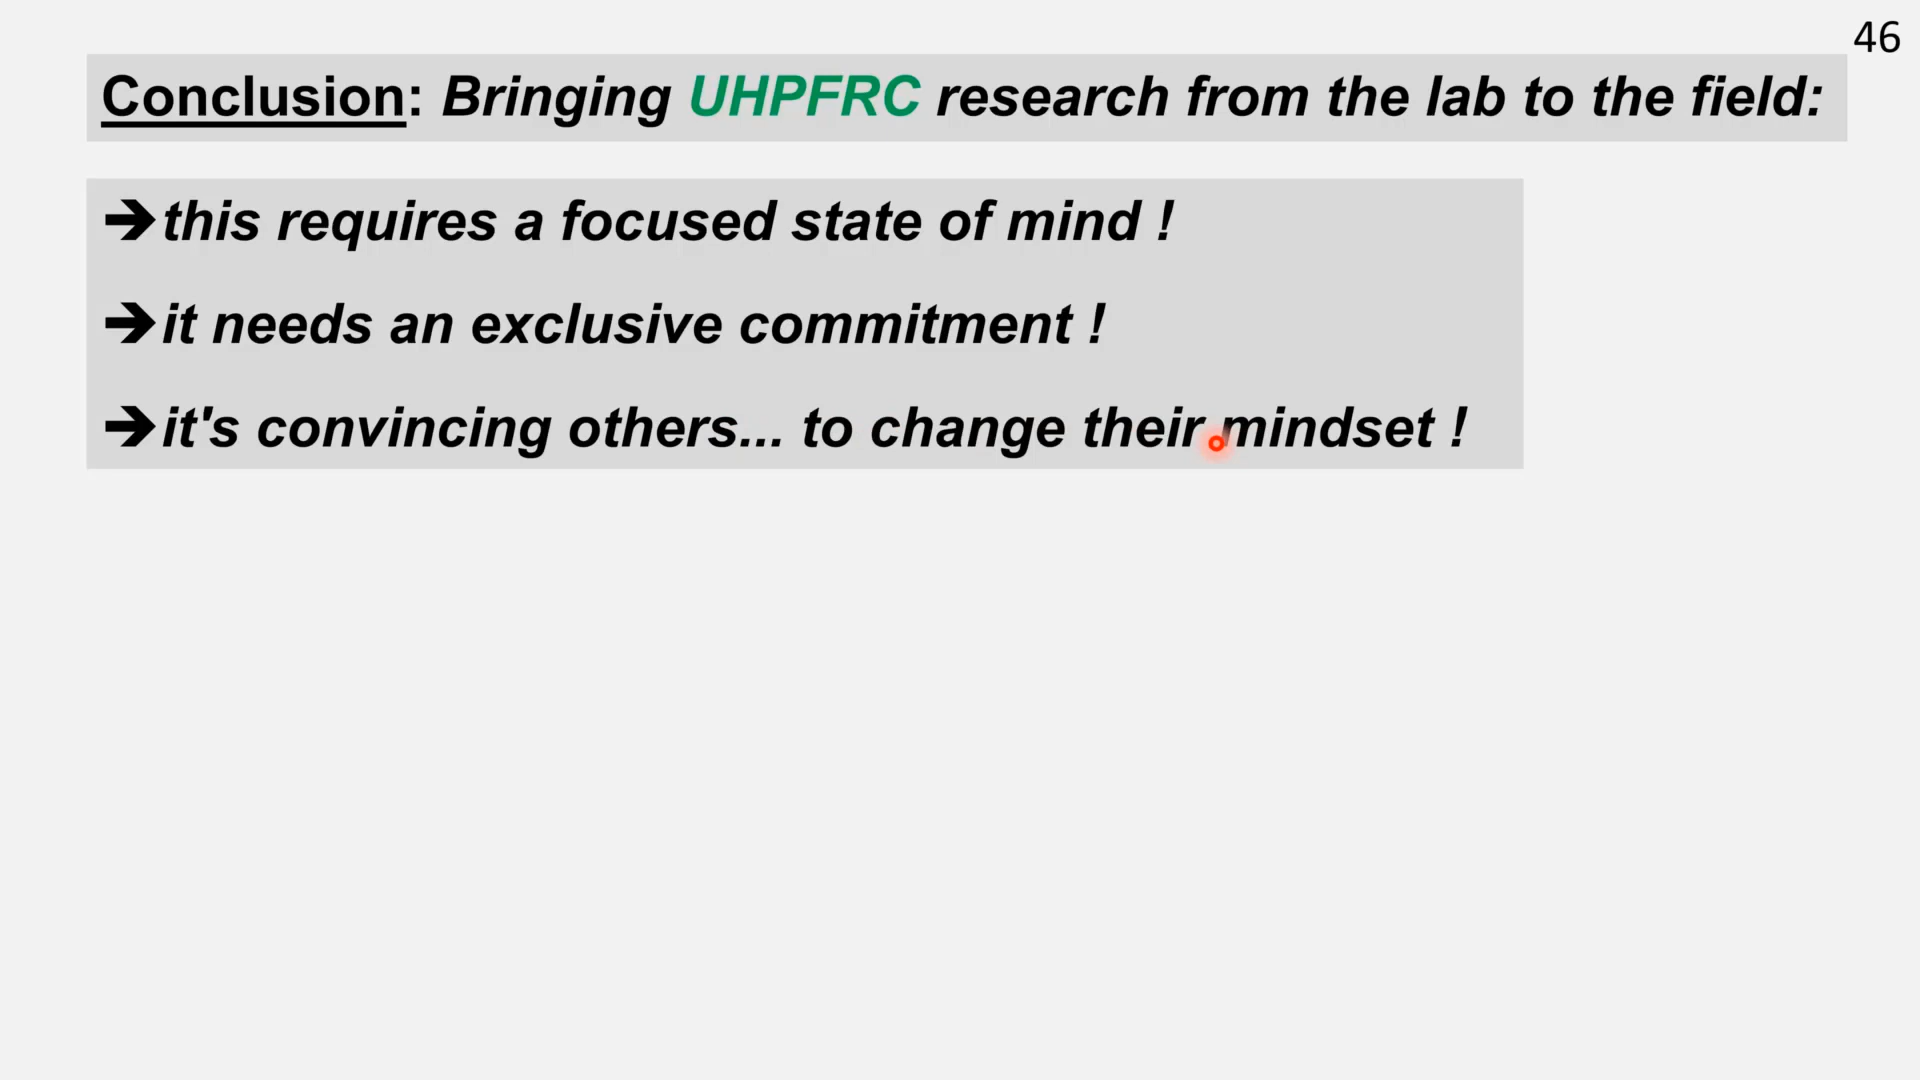 46
Conclusion: Bringing UHPFRC research from the lab to the field:
➔this requires a focused state of mind !
➔it needs an exclusive commitment !
➔it's convincing others... to change their mindset !